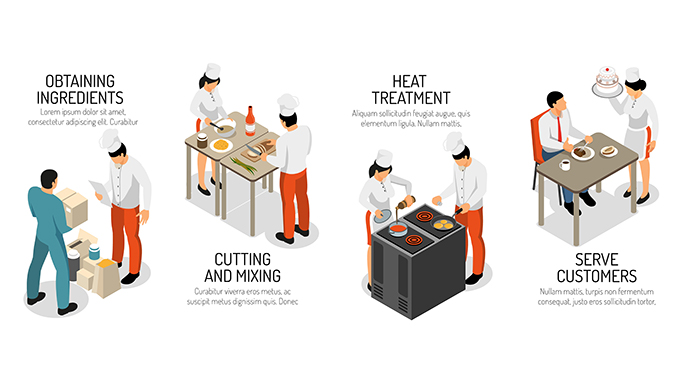 OBTAINING
INGREDIENTS
Lorem ipsum dolor sit amet,
consectetur adipiscing elit. Curabitur
CUTTING
AND MIXING
Curabitur viverra eros metus, ac
suscipit metus dignissim quis. Donec
HEAT
TREATMENT
Aliquam sollicitudin feugiat augue, quis
elementum ligula. Nullam mattis.
SERVE
CUSTOMERS
Nullam mattis, turpis non fermentum
consequat, justo eros sollicitudin tortor,